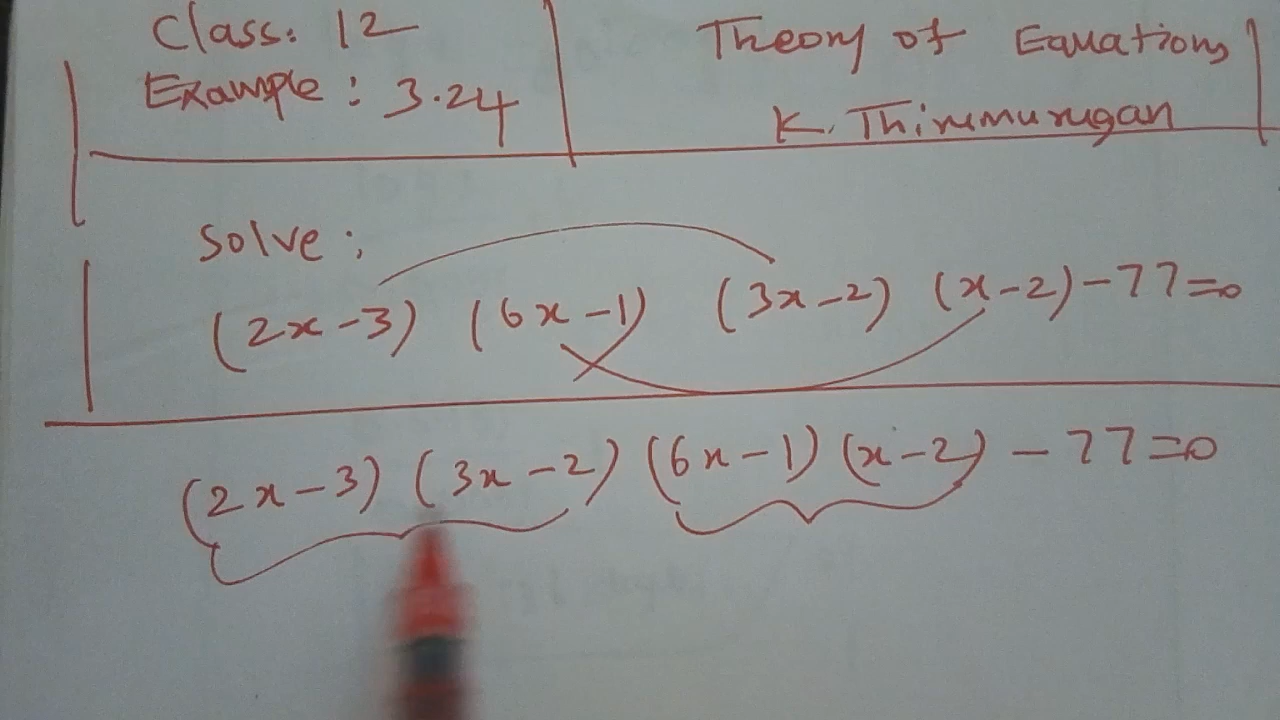 Class: 12
Example: 3.24
Theory of Equations
K. Thirumurugan
Solve:
(2x-3) (6x-1) (3x-2) (x-2)-77=0
(2x-3) (3x-2) (6x-1) (x-2) -77=0